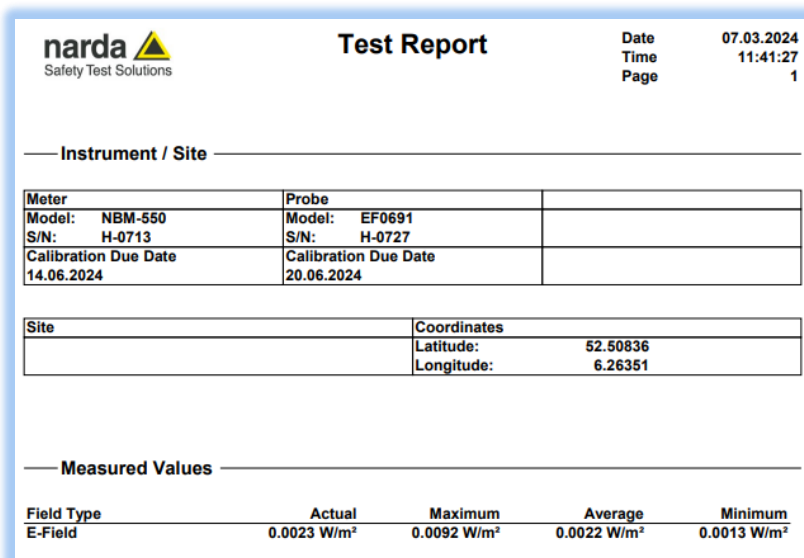 narda
Safety Test Solutions
Test Report
Date 07.03.2024
Time 11:41:27
Page 1
Instrument / Site
Meter Probe
Model: NBM-550 Model: EF0691
S/N: H-0713 S/N: H-0727
Calibration Due Date Calibration Due Date
14.06.2024 20.06.2024
Site Coordinates
Latitude: 52.50836
Longitude: 6.26351
Measured Values
Field Type Actual Maximum Average Minimum
E-Field 0.0023 W/m² 0.0092 W/m² 0.0022 W/m² 0.0013 W/m²